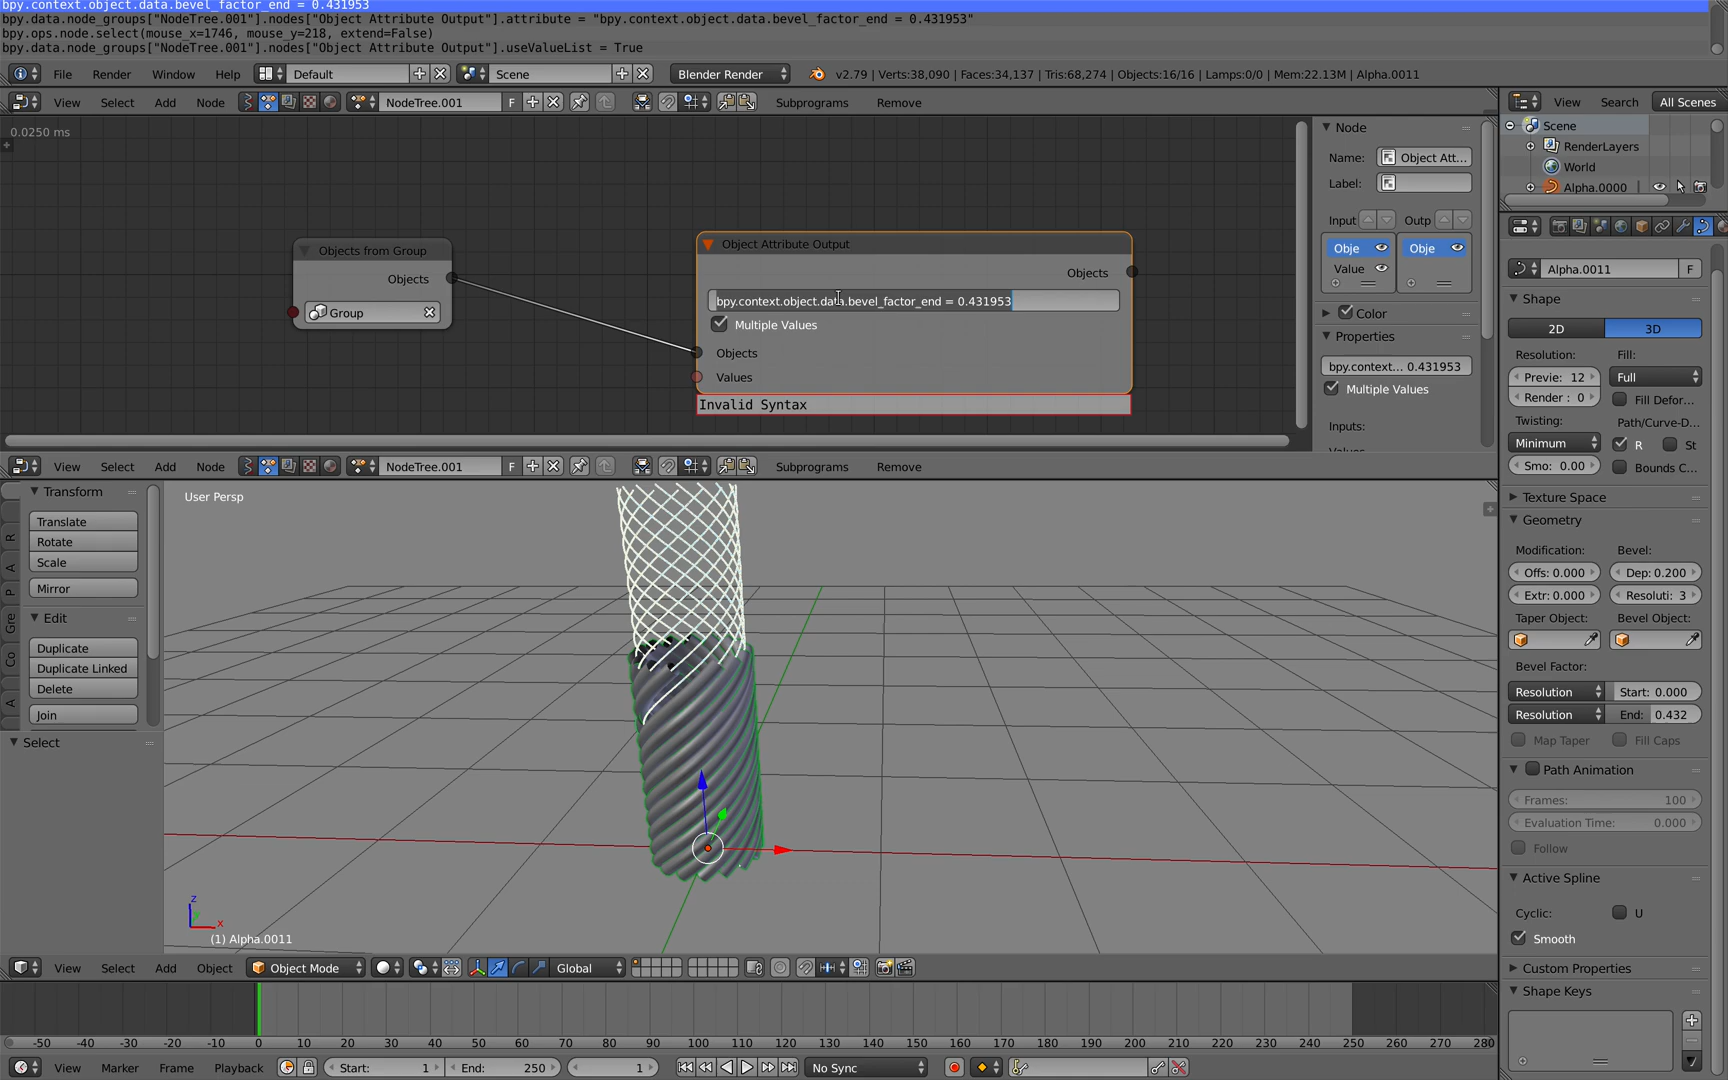 bpy.context.object.data.bevel_factor_end = 0.431953
bpy.data.node_groups["NodeTree.001"].nodes["Object Attribute Output"].attribute = "bpy.context.object.data.bevel_factor_end = 0.431953"
bpy.ops.node.select(mouse_x=1746, mouse_y=218, extend=False)
bpy.data.node_groups["NodeTree.001"].nodes["Object Attribute Output"].useValueList = True
File Render Window Help Default Scene Blender Render v2.79 | Verts:38,090 | Faces:34,137 | Tris:68,274 | Objects:16/16 | Lamps:0/0 | Mem:22.13M | Alpha.0011
View Select Add Node NodeTree.001 F Subprograms Remove
View Search All Scenes
0.0250 ms
Scene
RenderLayers
World
Alpha.0000
Objects from Group
Objects
Group
Object Attribute Output
Objects
bpy.context.object.data.bevel_factor_end = 0.431953
Multiple Values
Objects
Values
Invalid Syntax
Node
Name: Object Att...
Label:
Input Outp
Obje Obje
Value
Color
Properties
bpy.context... 0.431953
Multiple Values
Inputs:
View Select Add Node NodeTree.001 F Subprograms Remove
Transform
Translate
Rotate
Scale
Mirror
Edit
Duplicate
Duplicate Linked
Delete
Join
Select
R
A
P
Gre
Co
A
User Persp
z
x
(1) Alpha.0011
Alpha.0011 F
Shape
2D 3D
Resolution: Fill:
Previe: 12 Full
Render : 0 Fill Defor...
Twisting: Path/Curve-D...
Minimum R St
Smo: 0.00 Bounds C...
Texture Space
Geometry
Modification: Bevel:
Offs: 0.000 Dep: 0.200
Extr: 0.000 Resoluti: 3
Taper Object: Bevel Object:
Bevel Factor:
Resolution Start: 0.000
Resolution End: 0.432
Map Taper Fill Caps
Path Animation
Frames: 100
Evaluation Time: 0.000
Follow
Active Spline
Cyclic: U
Smooth
Custom Properties
Shape Keys
View Select Add Object Object Mode Global
-50 -40 -30 -20 -10 0 10 20 30 40 50 60 70 80 90 100 110 120 130 140 150 160 170 180 190 200 210 220 230 240 250 260 270 280
View Marker Frame Playback Start: 1 End: 250 1 No Sync